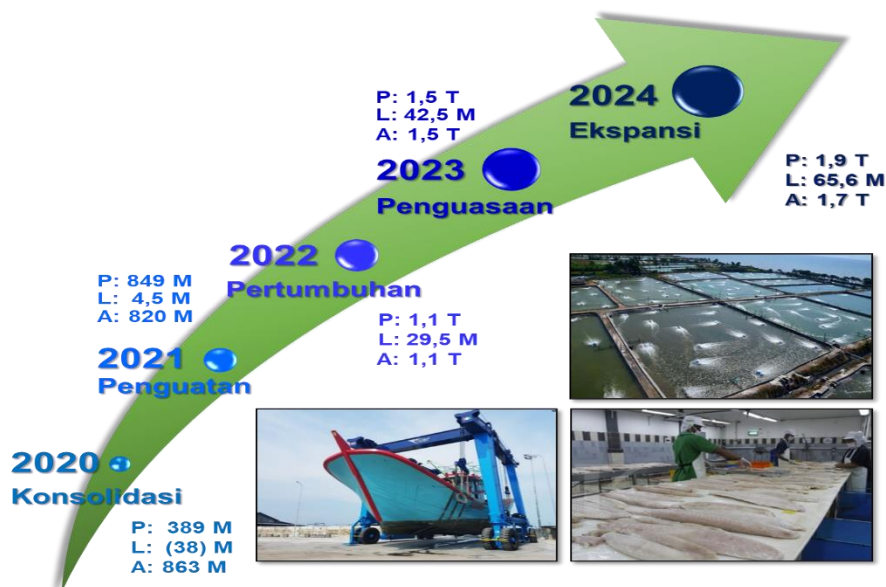 2020
Konsolidasi
P: 389 M
L: (38) M
A: 863 M
P: 849 M
L: 4,5 M
A: 820 M
2021
Penguatan
2022
Pertumbuhan
P: 1,1 T
L: 29,5 M
A: 1,1 T
P: 1,5 T
L: 42,5 M
A: 1,5 T
2023
Penguasaan
2024
Ekspansi
P: 1,9 T
L: 65,6 M
A: 1,7 T